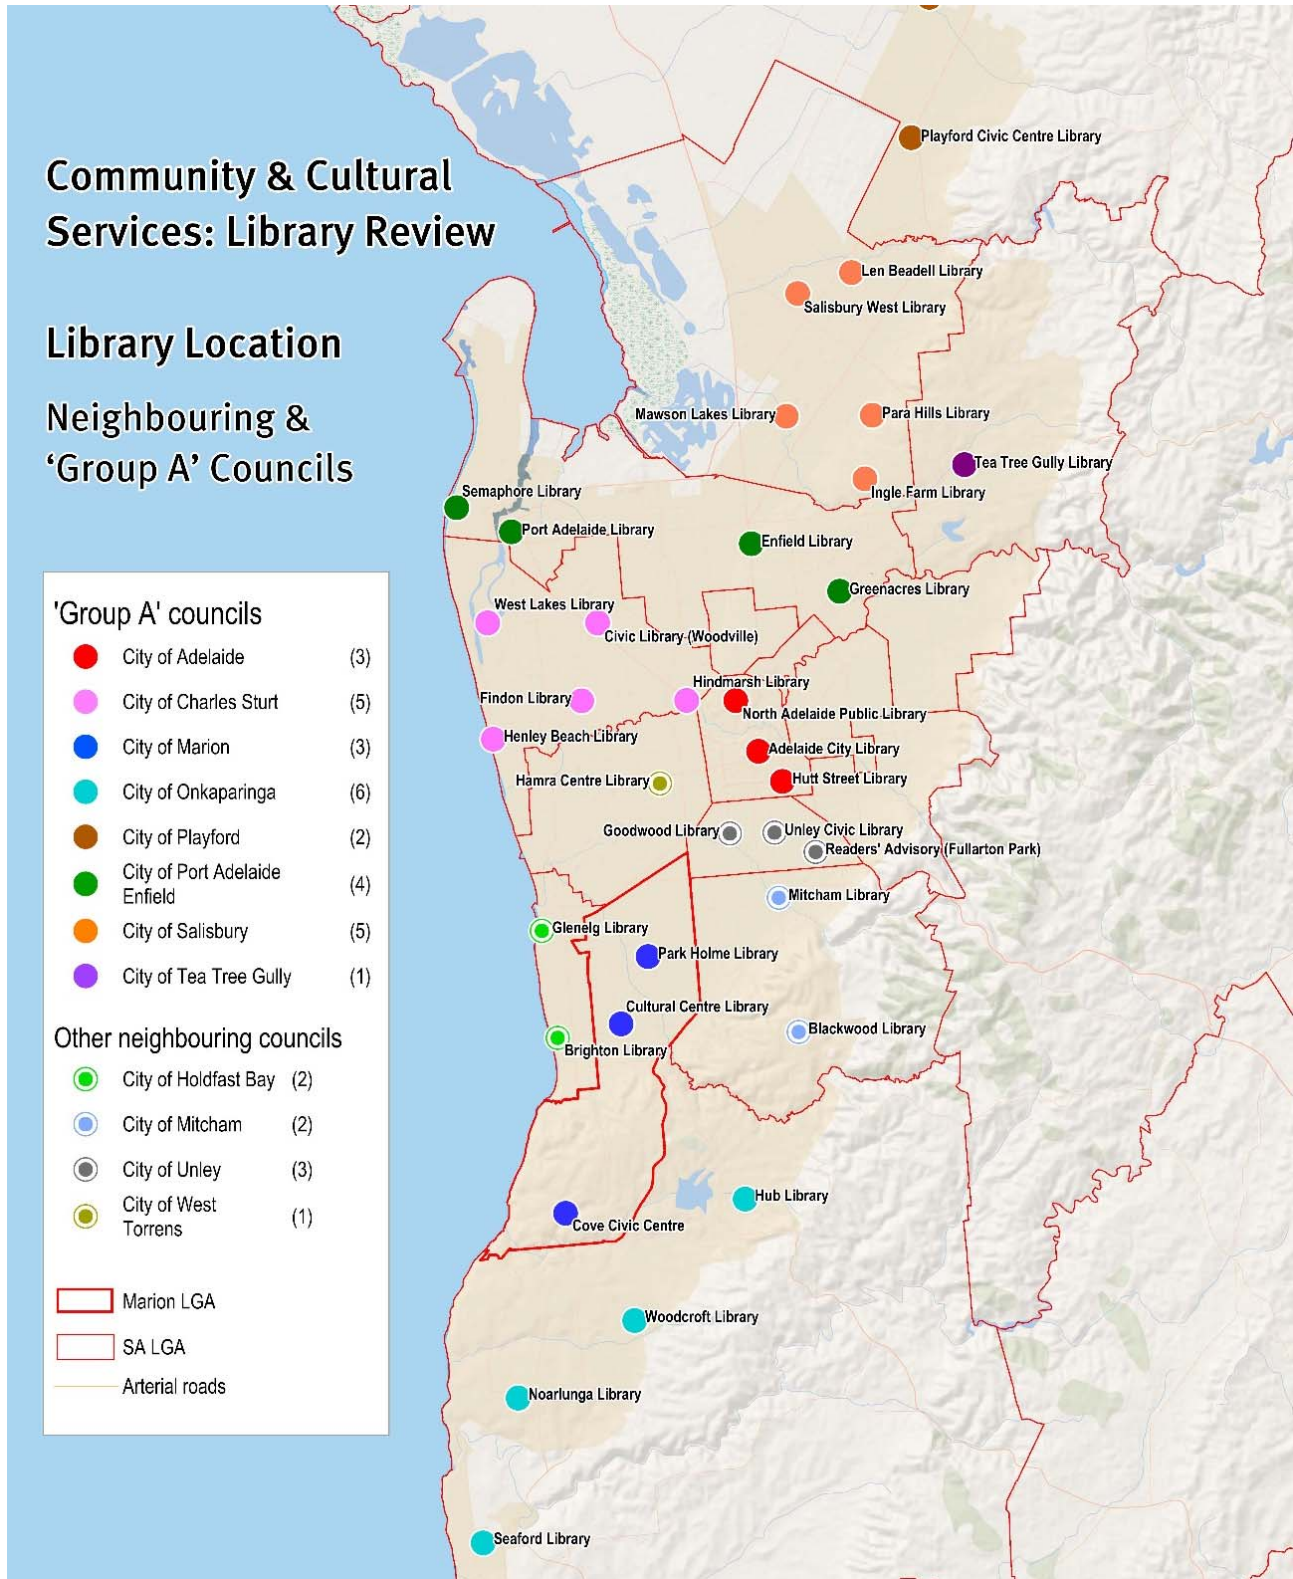 Community & Cultural
Services: Library Review
Library Location
Neighbouring &
‘Group A’ Councils
'Group A' councils
City of Adelaide (3)
City of Charles Sturt (5)
City of Marion (3)
City of Onkaparinga (6)
City of Playford (2)
City of Port Adelaide
Enfield (4)
City of Salisbury (5)
City of Tea Tree Gully (1)
Other neighbouring councils
City of Holdfast Bay (2)
City of Mitcham (2)
City of Unley (3)
City of West
Torrens (1)
Marion LGA
SA LGA
Arterial roads
Playford Civic Centre Library
Len Beadell Library
Salisbury West Library
Mawson Lakes Library
Para Hills Library
Tea Tree Gully Library
Ingle Farm Library
Semaphore Library
Port Adelaide Library
Enfield Library
Greenacres Library
West Lakes Library
Civic Library (Woodville)
Hindmarsh Library
Findon Library
North Adelaide Public Library
Henley Beach Library
Adelaide City Library
Hamra Centre Library
Hutt Street Library
Goodwood Library
Unley Civic Library
Readers' Advisory (Fullarton Park)
Mitcham Library
Glenelg Library
Park Holme Library
Cultural Centre Library
Blackwood Library
Brighton Library
Hub Library
Cove Civic Centre
Woodcroft Library
Noarlunga Library
Seaford Library